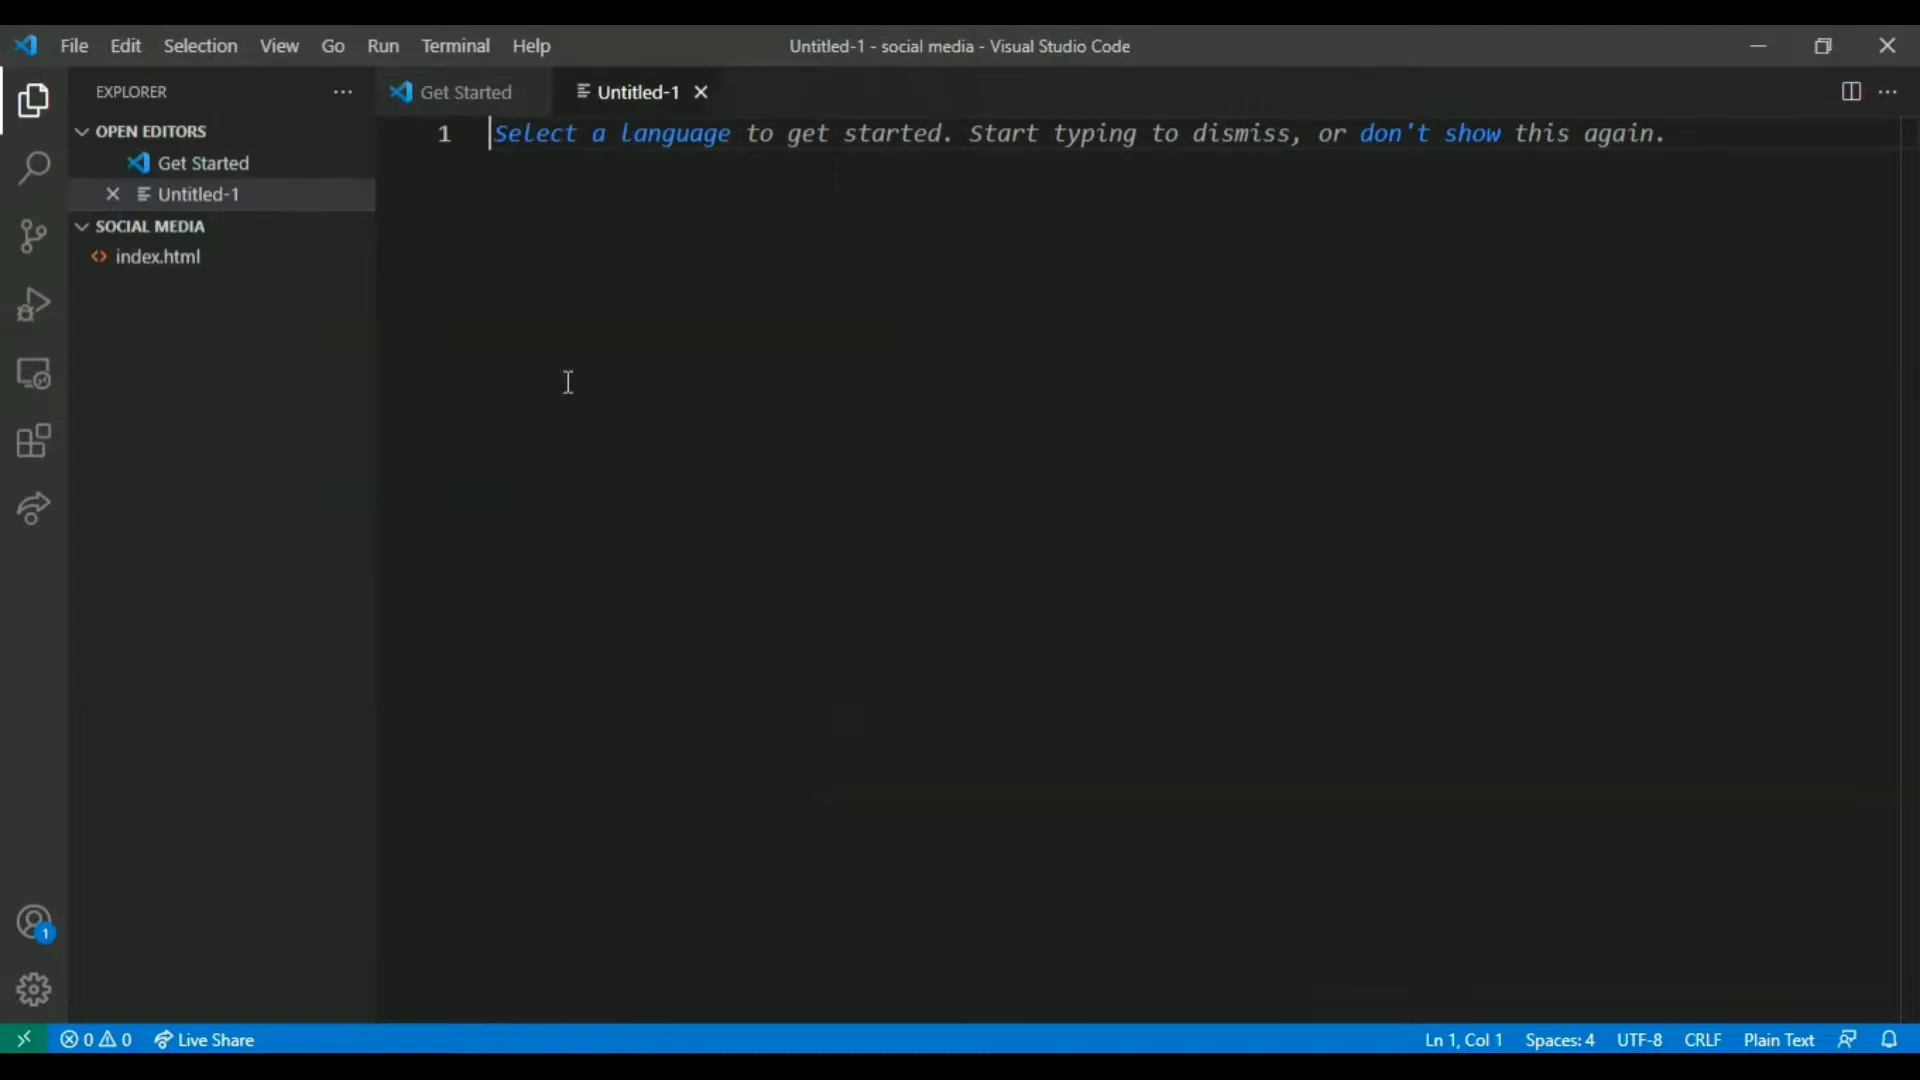 File Edit Selection View Go Run Terminal Help
Untitled-1 - social media - Visual Studio Code
EXPLORER
Get Started
Untitled-1
OPEN EDITORS
Get Started
Untitled-1
SOCIAL MEDIA
index.html
1
Select a language to get started. Start typing to dismiss, or don't show this again.
1
0 0 Live Share
Ln 1, Col 1 Spaces: 4 UTF-8 CRLF Plain Text